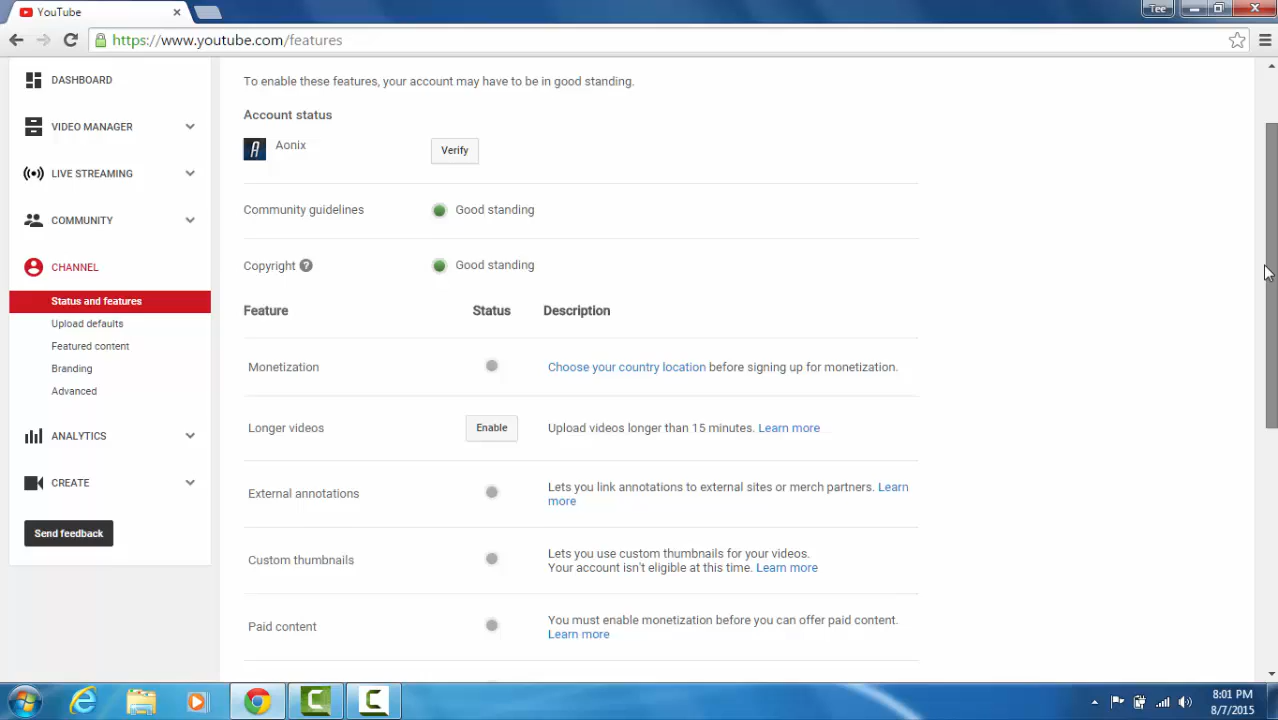 YouTube
Tee
https://www.youtube.com/features
DASHBOARD
VIDEO MANAGER
LIVE STREAMING
COMMUNITY
CHANNEL
Status and features
Upload defaults
Featured content
Branding
Advanced
ANALYTICS
CREATE
Send feedback
To enable these features, your account may have to be in good standing.
Account status
A
Aonix
Verify
Community guidelines
Good standing
Copyright ?
Good standing
Feature Status Description
Monetization
Choose your country location before signing up for monetization.
Longer videos
Enable
Upload videos longer than 15 minutes. Learn more
External annotations
Lets you link annotations to external sites or merch partners. Learn
more
Custom thumbnails
Lets you use custom thumbnails for your videos.
Your account isn't eligible at this time. Learn more
Paid content
You must enable monetization before you can offer paid content.
Learn more
8:01 PM
8/7/2015